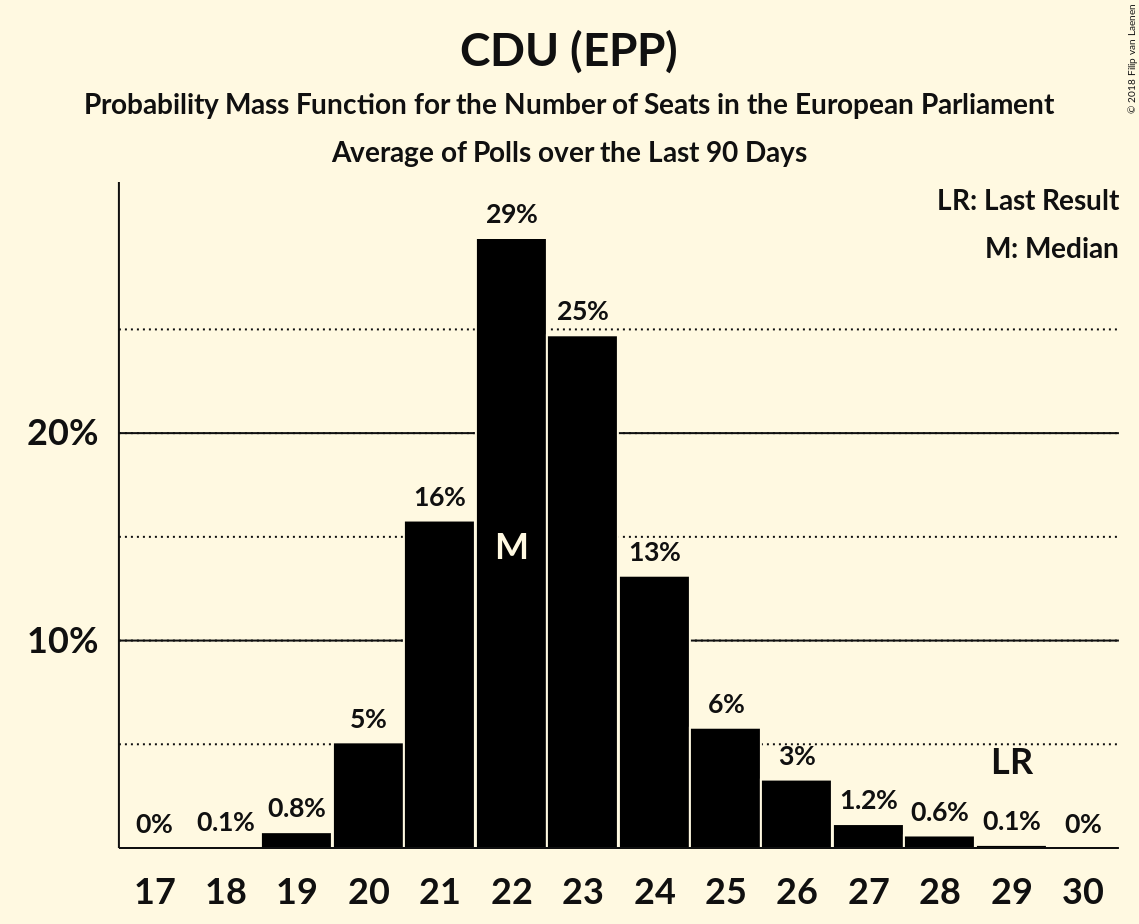 CDU (EPP)
Probability Mass Function for the Number of Seats in the European Parliament
Average of Polls over the Last 90 Days
© 2018 Filip van Laenen
LR: Last Result
M: Median
20%
10%
0%
0.1%
0.8%
5%
16%
29%
25%
13%
6%
3%
1.2%
0.6%
0.1%
0%
M
LR
17 18 19 20 21 22 23 24 25 26 27 28 29 30